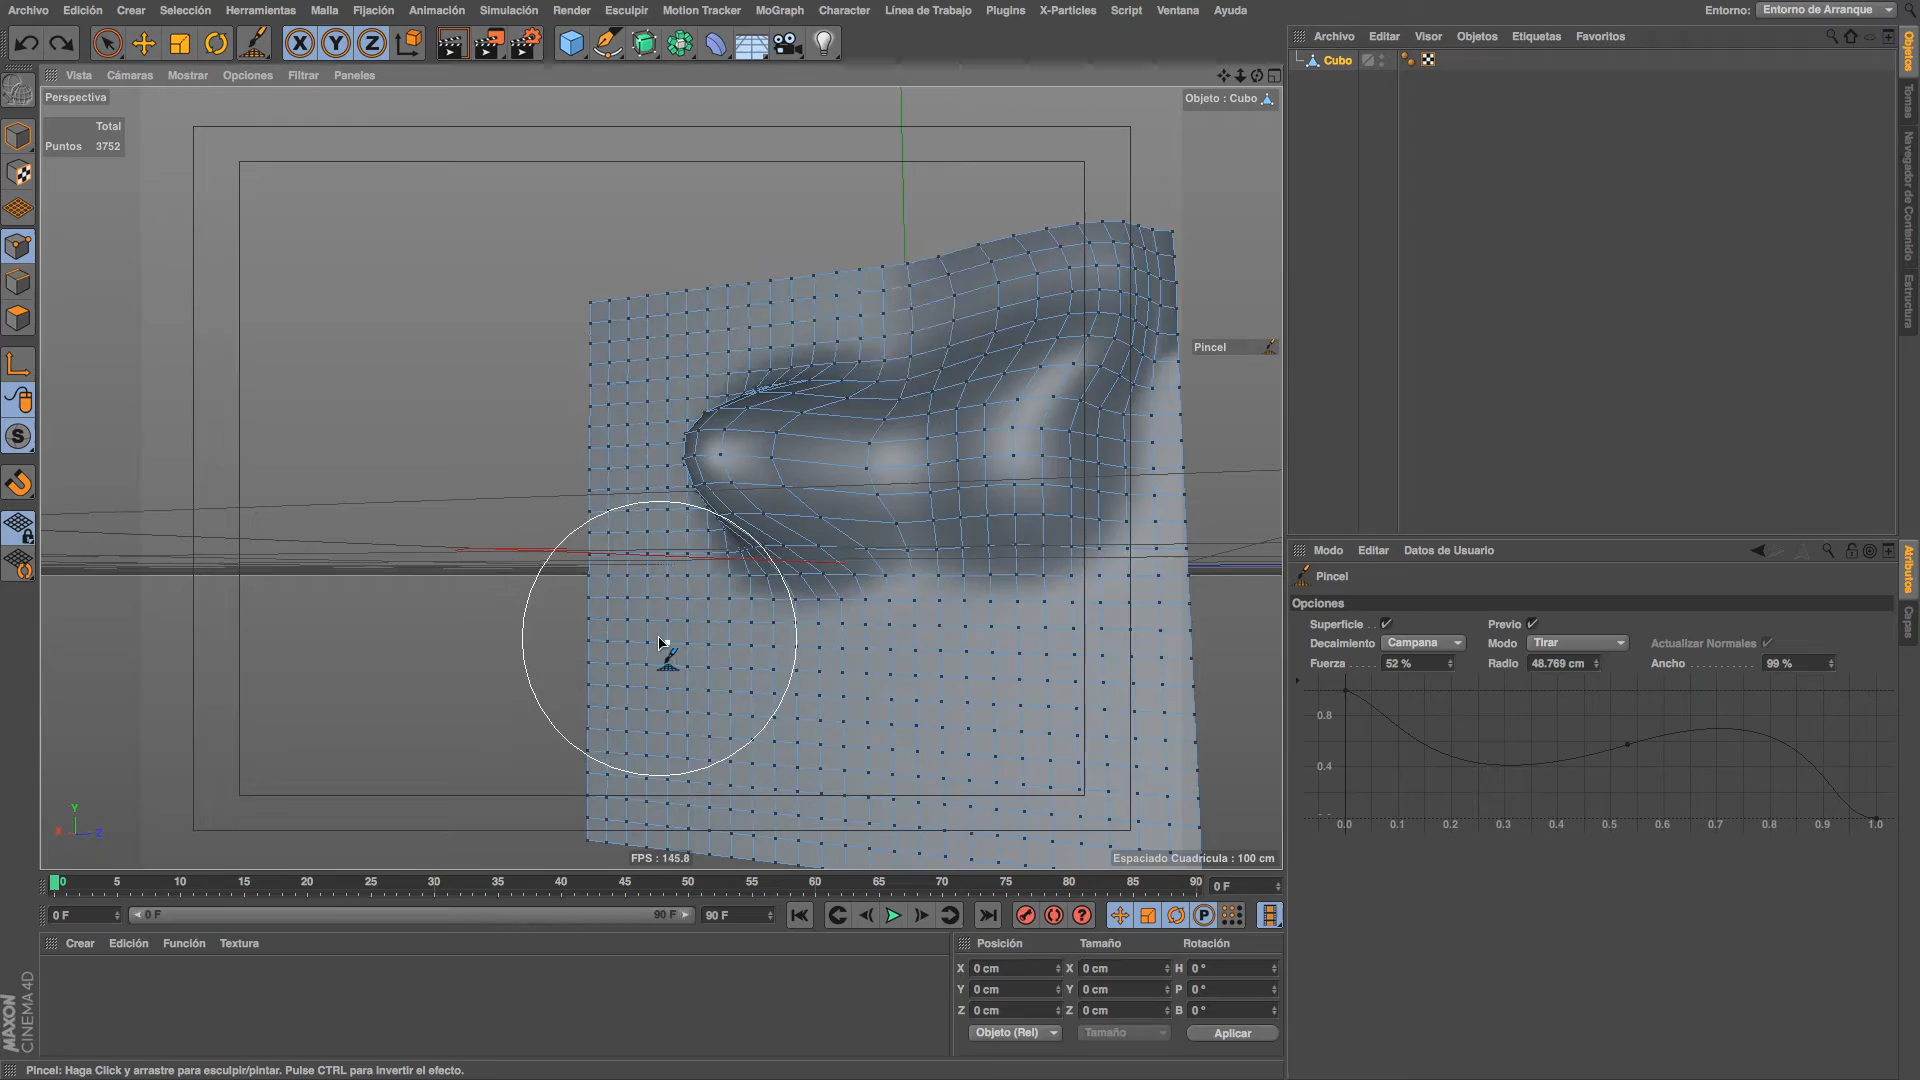 Archivo Edición Crear Selección Herramientas Malla Fijación Animación Simulación Render Esculpir Motion Tracker MoGraph Character Línea de Trabajo Plugins X-Particles Script Ventana Ayuda Entorno: Entorno de Arranque
Vista Cámaras Mostrar Opciones Filtrar Paneles
Perspectiva
Objeto : Cubo
Total
Puntos 3752
Pincel
Y
X
Z
FPS : 145.8
Espaciado Cuadrícula : 100 cm
0 5 10 15 20 25 30 35 40 45 50 55 60 65 70 75 80 85 90 0 F
0 F 0 F 90 F 90 F
Crear Edición Función Textura
Posición Tamaño Rotación
X 0 cm X 0 cm H 0 °
Y 0 cm Y 0 cm P 0 °
Z 0 cm Z 0 cm B 0 °
Objeto (Rel) Tamaño Aplicar
MAXON
CINEMA 4D
Pincel: Haga Click y arrastre para esculpir/pintar. Pulse CTRL para invertir el efecto.
Archivo Editar Visor Objetos Etiquetas Favoritos
Cubo
Objetos
Tomas
Navegador de Contenido
Estructura
Modo Editar Datos de Usuario
Pincel
Opciones
Superficie . . Previo
Decaimiento Campana Modo Tirar Actualizar Normales
Fuerza . . . . . 52 % Radio 48.769 cm Ancho . . . . . . . . . . . 99 %
0.8
0.4
0.0 0.1 0.2 0.3 0.4 0.5 0.6 0.7 0.8 0.9 1.0
Atributos
Capas